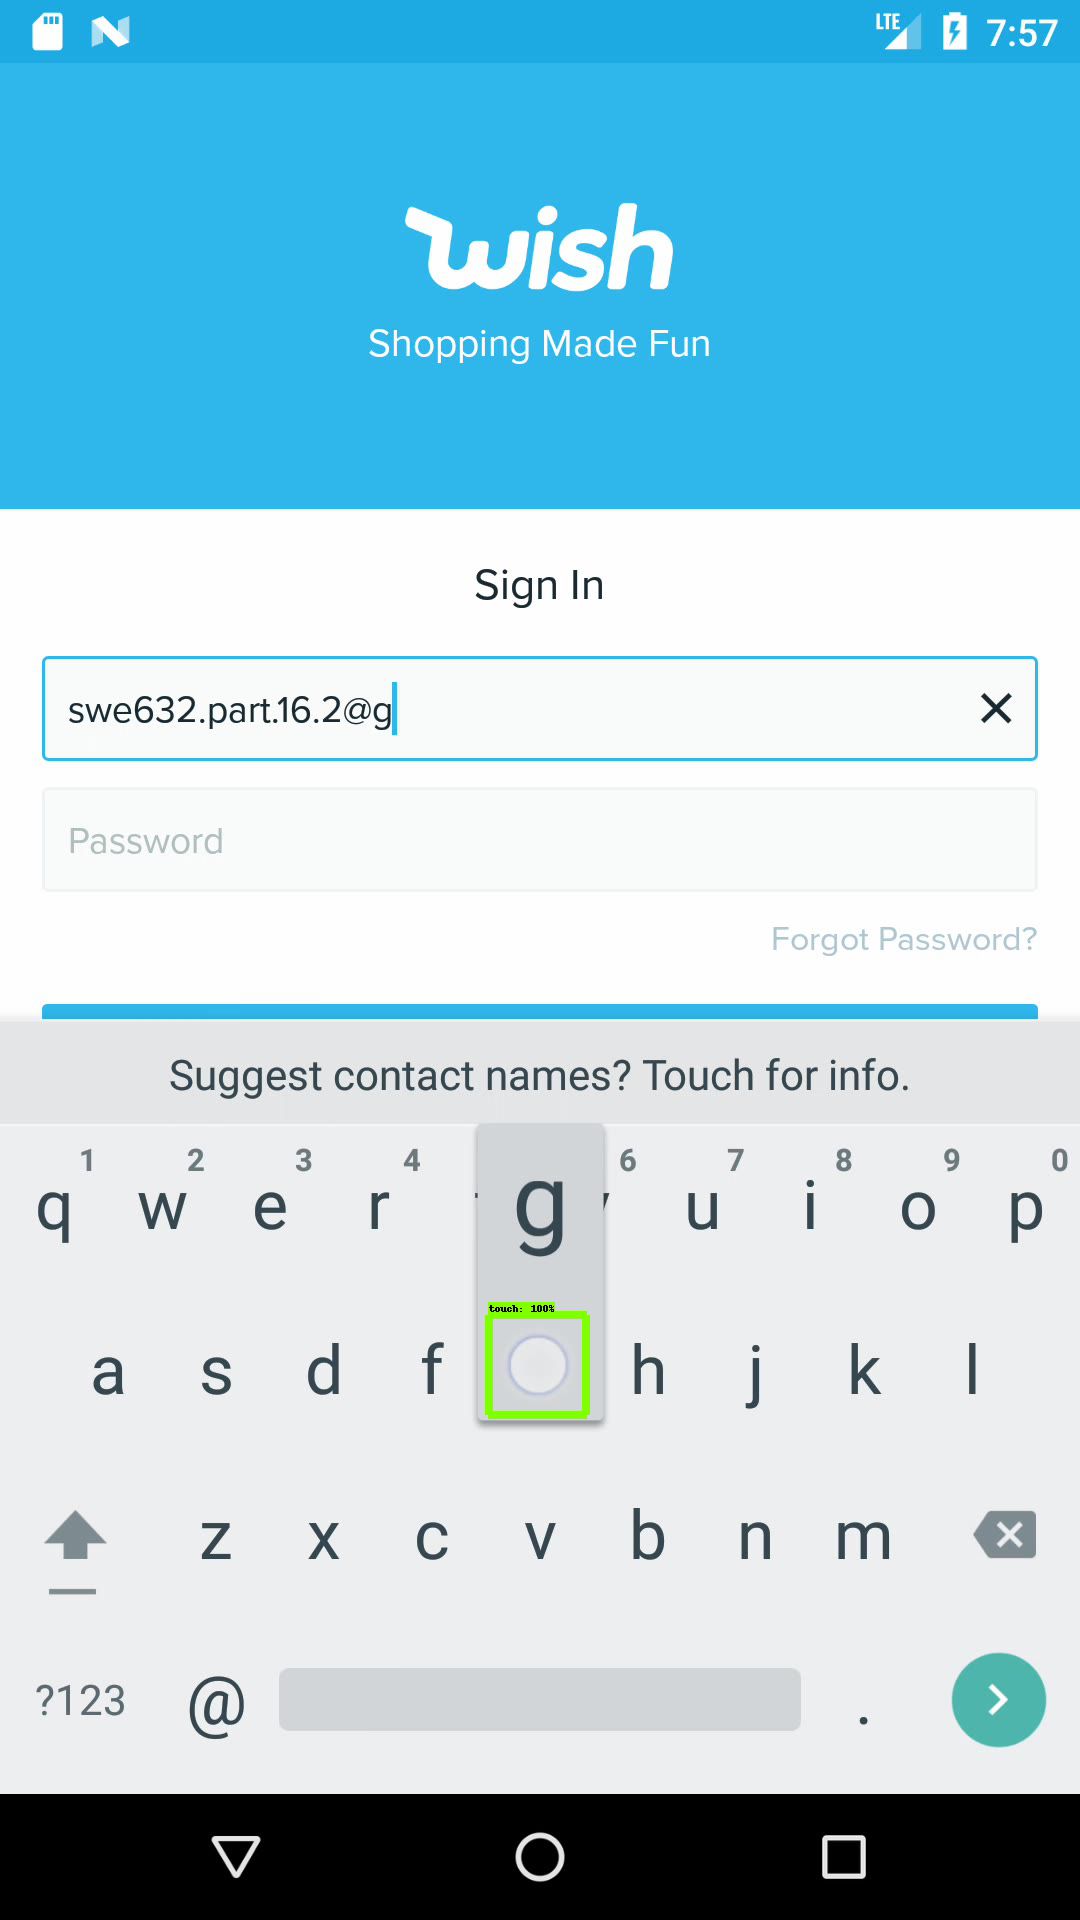 LTE 7:57
wish
Shopping Made Fun
Sign In
swe632.part.16.2@g
Password
Forgot Password?
Suggest contact names? Touch for info.
1 2 3 4 6 7 8 9 0
q w e r g u i o p
touch: 100%
a s d f h j k l
z x c v b n m
?123 @ .